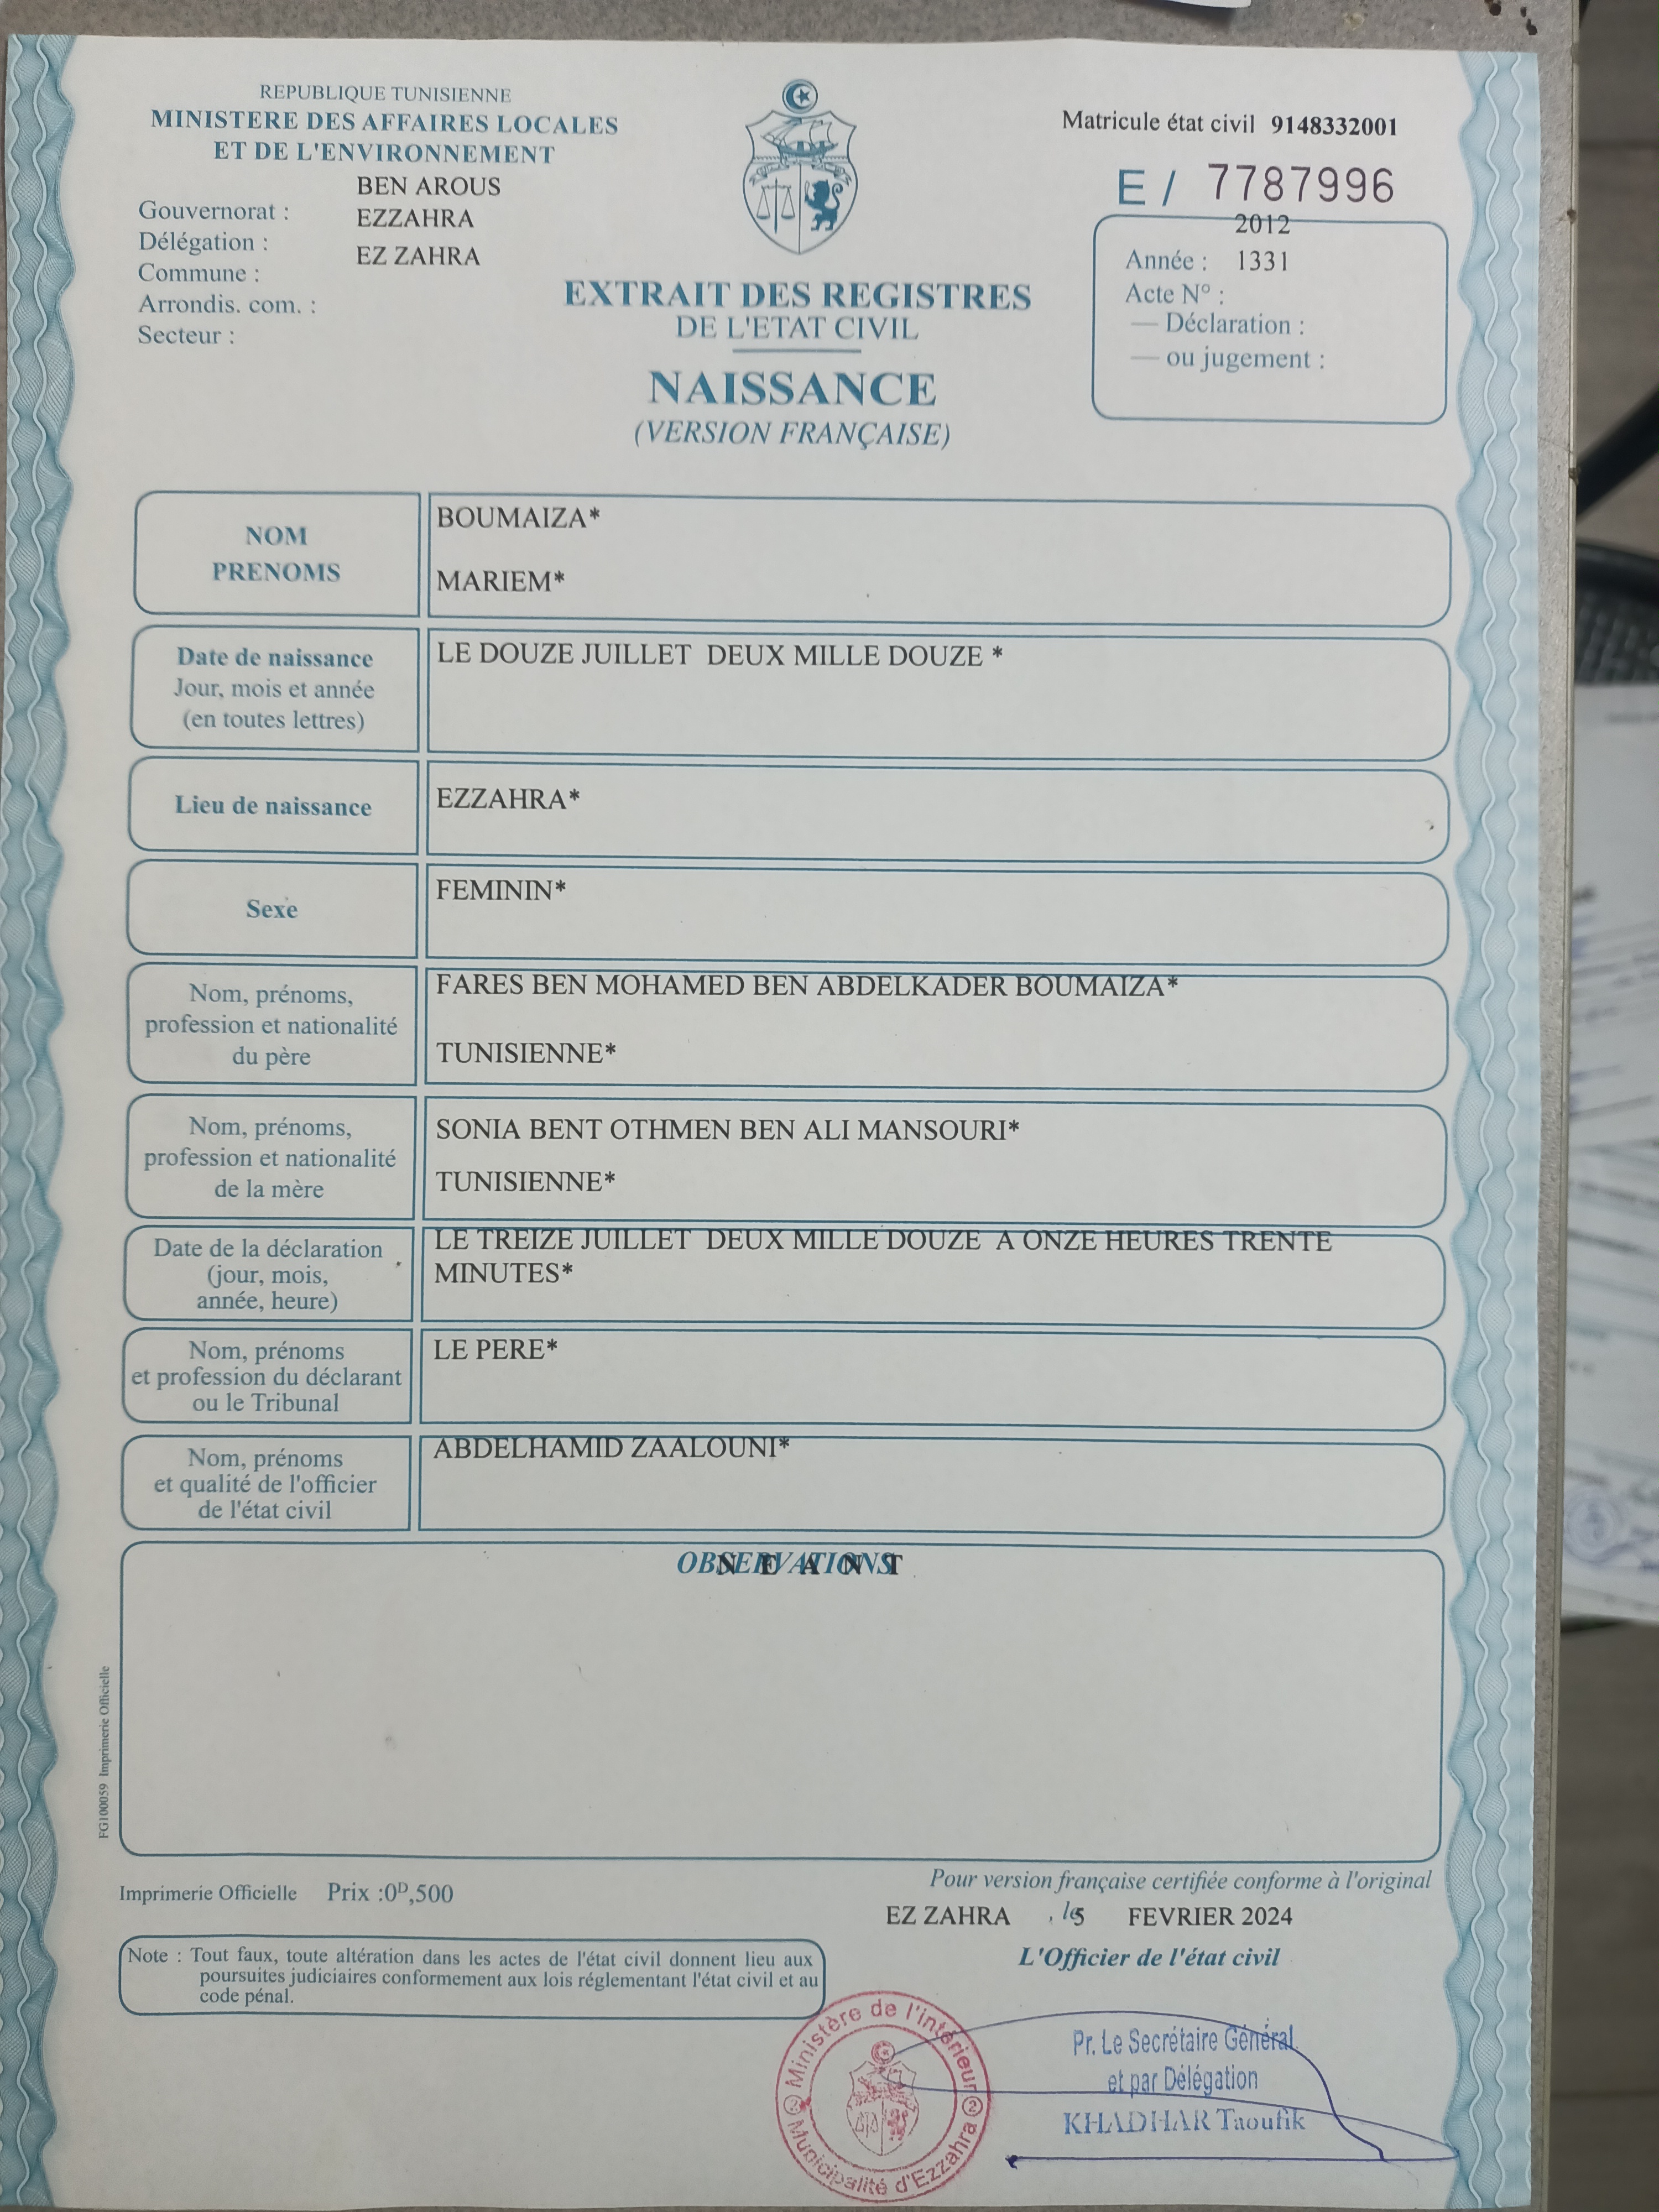 REPUBLIQUE TUNISIENNE
MINISTERE DES AFFAIRES LOCALES
ET DE L'ENVIRONNEMENT
BEN AROUS
Gouvernorat :
EZZAHRA
Délégation :
EZ ZAHRA
Commune :
Arrondis. com. :
Secteur :
Matricule état civil 9148332001
E / 7787996
2012
Année : 1331
Acte N° :
— Déclaration :
— ou jugement :
EXTRAIT DES REGISTRES
DE L'ETAT CIVIL
NAISSANCE
(VERSION FRANÇAISE)
NOM
PRENOMS
BOUMAIZA*
MARIEM*
Date de naissance
Jour, mois et année
(en toutes lettres)
LE DOUZE JUILLET DEUX MILLE DOUZE *
Lieu de naissance
EZZAHRA*
Sexe
FEMININ*
Nom, prénoms,
profession et nationalité
du père
FARES BEN MOHAMED BEN ABDELKADER BOUMAIZA*
TUNISIENNE*
Nom, prénoms,
profession et nationalité
de la mère
SONIA BENT OTHMEN BEN ALI MANSOURI*
TUNISIENNE*
Date de la déclaration
(jour, mois,
année, heure)
LE TREIZE JUILLET DEUX MILLE DOUZE A ONZE HEURES TRENTE
MINUTES*
Nom, prénoms
et profession du déclarant
ou le Tribunal
LE PERE*
Nom, prénoms
et qualité de l'officier
de l'état civil
ABDELHAMID ZAALOUNI*
OBSERVATIONS
N E A N T
FG100059 Imprimerie Officielle
Imprimerie Officielle Prix :0ᴰ,500
Pour version française certifiée conforme à l'original
EZ ZAHRA , le 5 FEVRIER 2024
L'Officier de l'état civil
Note : Tout faux, toute altération dans les actes de l'état civil donnent lieu aux
poursuites judiciaires conformement aux lois réglementant l'état civil et au
code pénal.
Ministère de l'intérieur
2 Municipalité d'Ezzahra 2
Pr. Le Secrétaire Général
et par Délégation
KHADHAR Taoufik